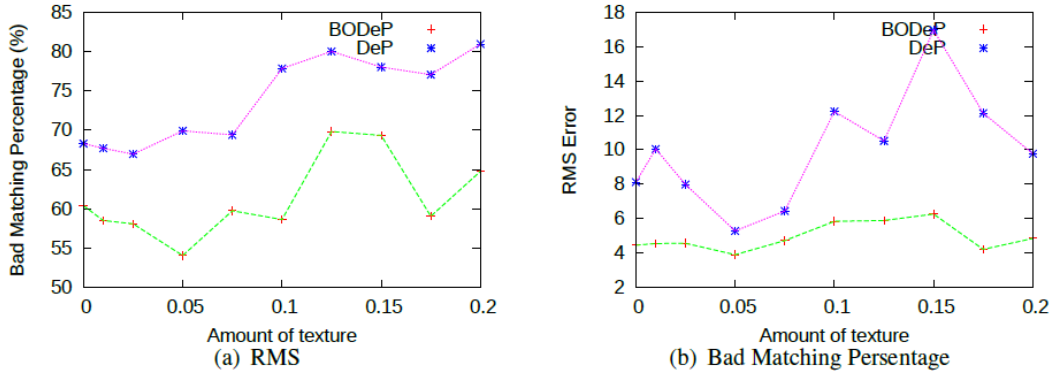 85
80
75
70
65
60
55
50
Bad Matching Percentage (%)
BODeP
DeP
0 0.05 0.1 0.15 0.2
Amount of texture
(a) RMS
18
16
14
12
10
8
6
4
2
RMS Error
BODeP
DeP
0 0.05 0.1 0.15 0.2
Amount of texture
(b) Bad Matching Persentage